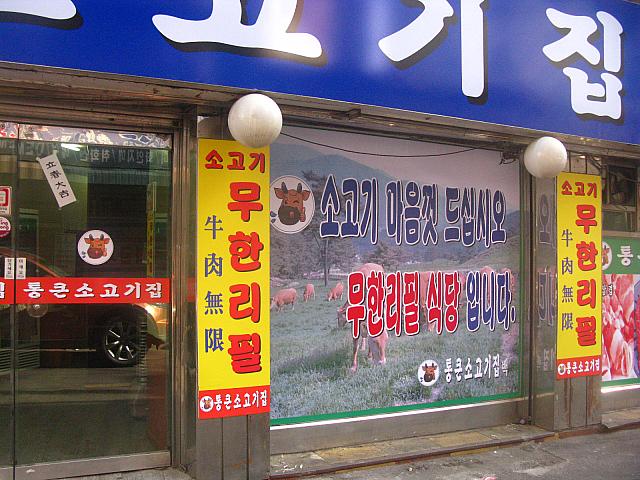 소고기집
立春大吉
통큰소고기집
소고기
무한리필
牛肉無限
통큰소고기집
소고기 마음껏 드십시오
무한리필 식당 입니다.
통큰소고기집
소고기
무한리필
牛肉無限
통큰소고기집